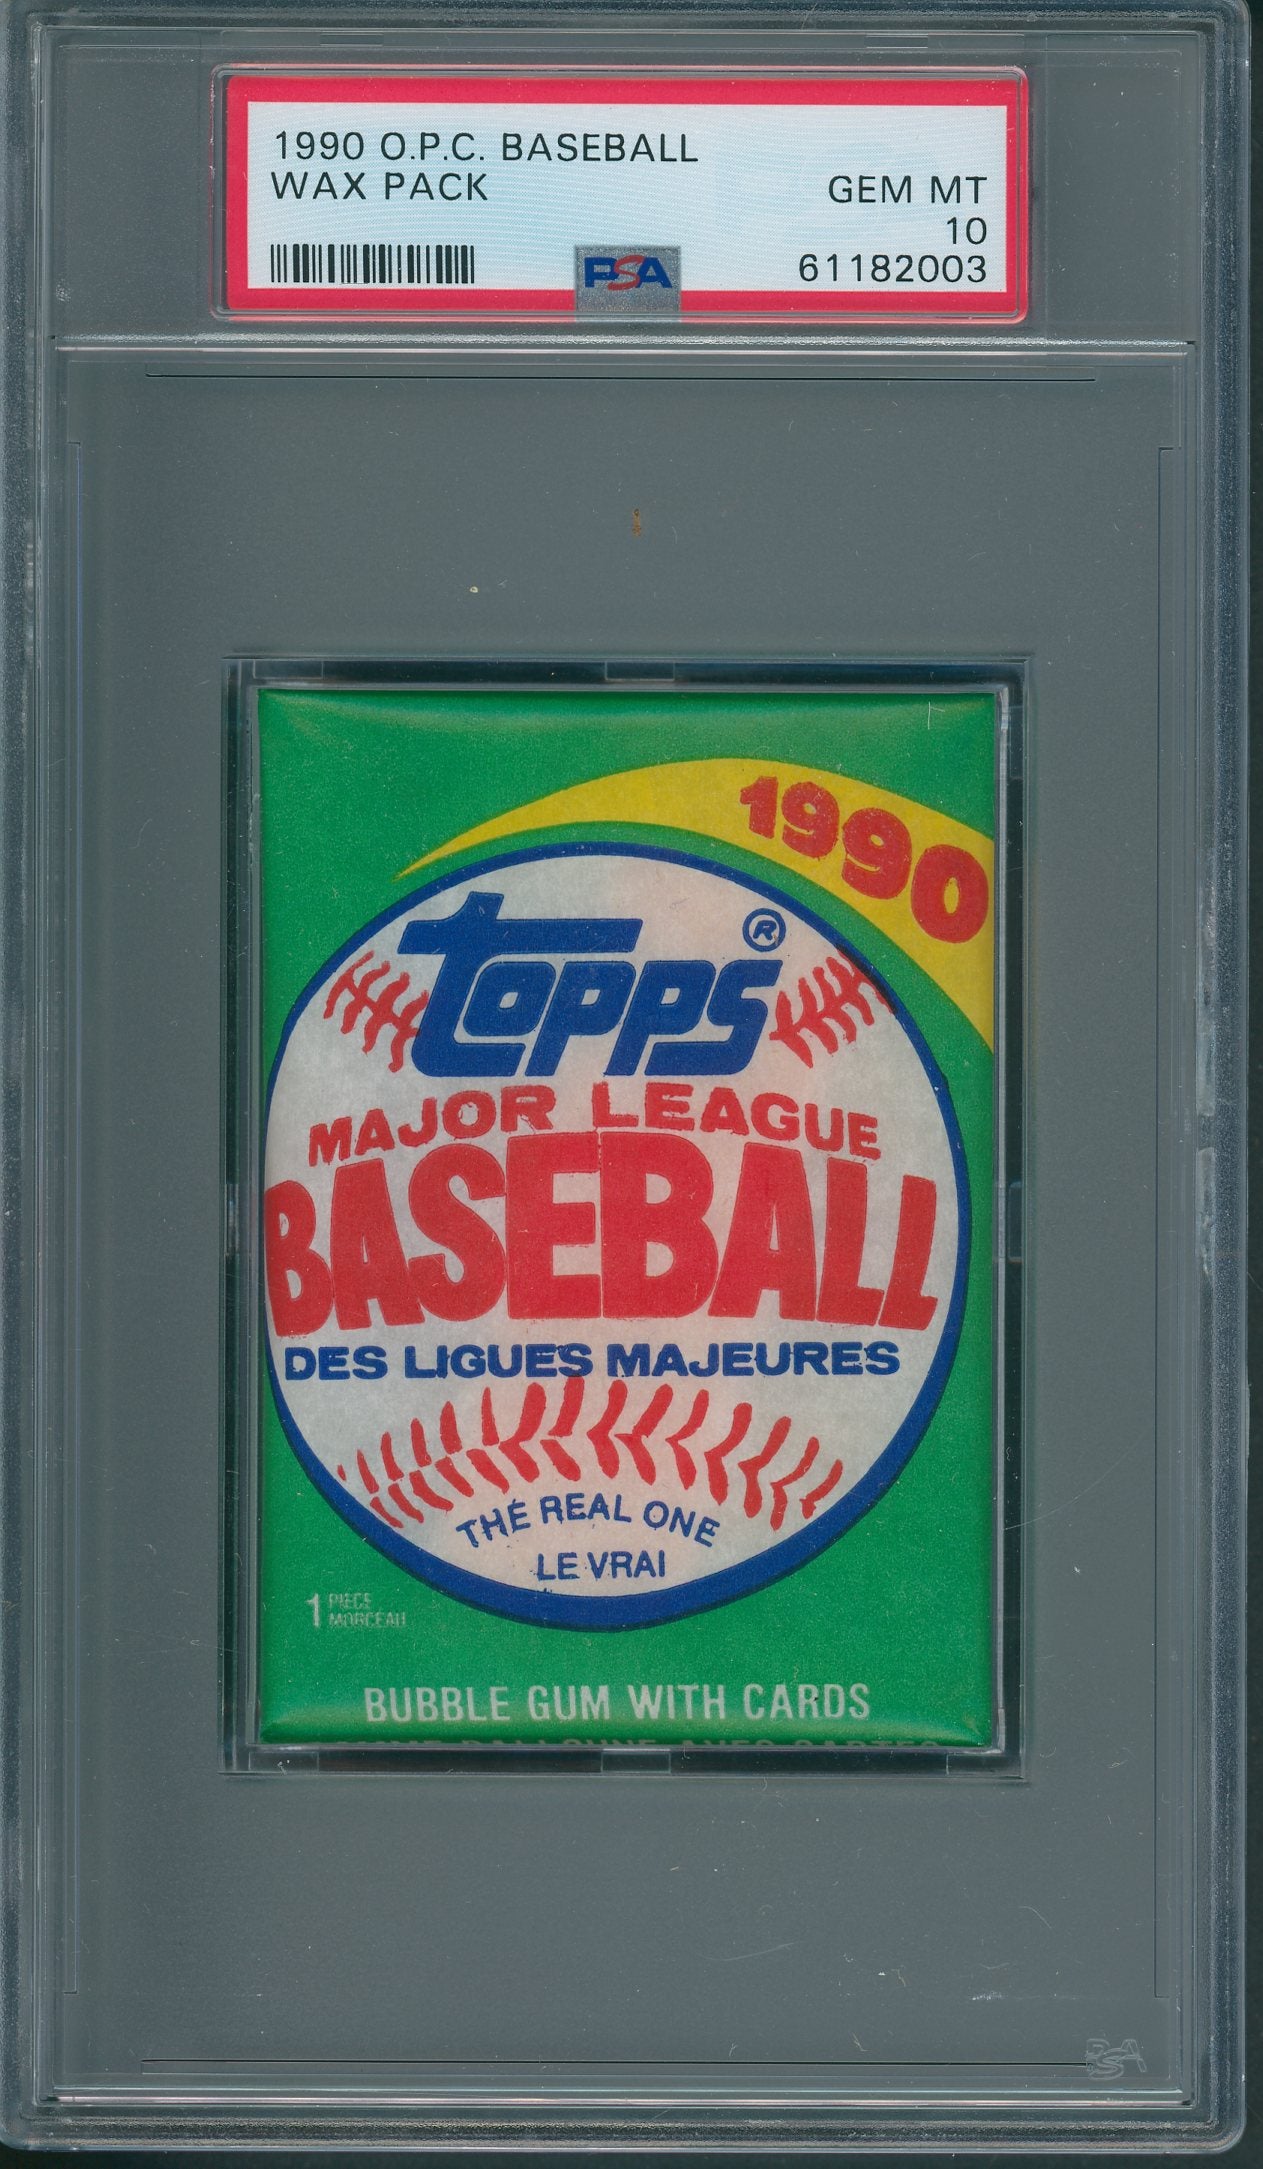 1990 O.P.C. BASEBALL
WAX PACK
GEM MT
10
61182003
PSA
1990
topps®
MAJOR LEAGUE
BASEBALL
DES LIGUES MAJEURES
THE REAL ONE
LE VRAI
1 PIECE
MORCEAU
BUBBLE GUM WITH CARDS
PSA